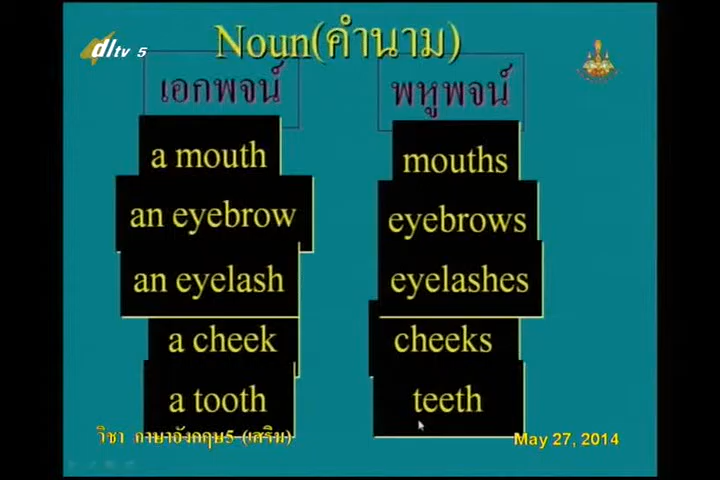 dltv 5
Noun(คำนาม)
เอกพจน์ พหูพจน์
a mouth mouths
an eyebrow eyebrows
an eyelash eyelashes
a cheek cheeks
a tooth teeth
วิชา ภาษาอังกฤษ5 (เสริม) May 27, 2014